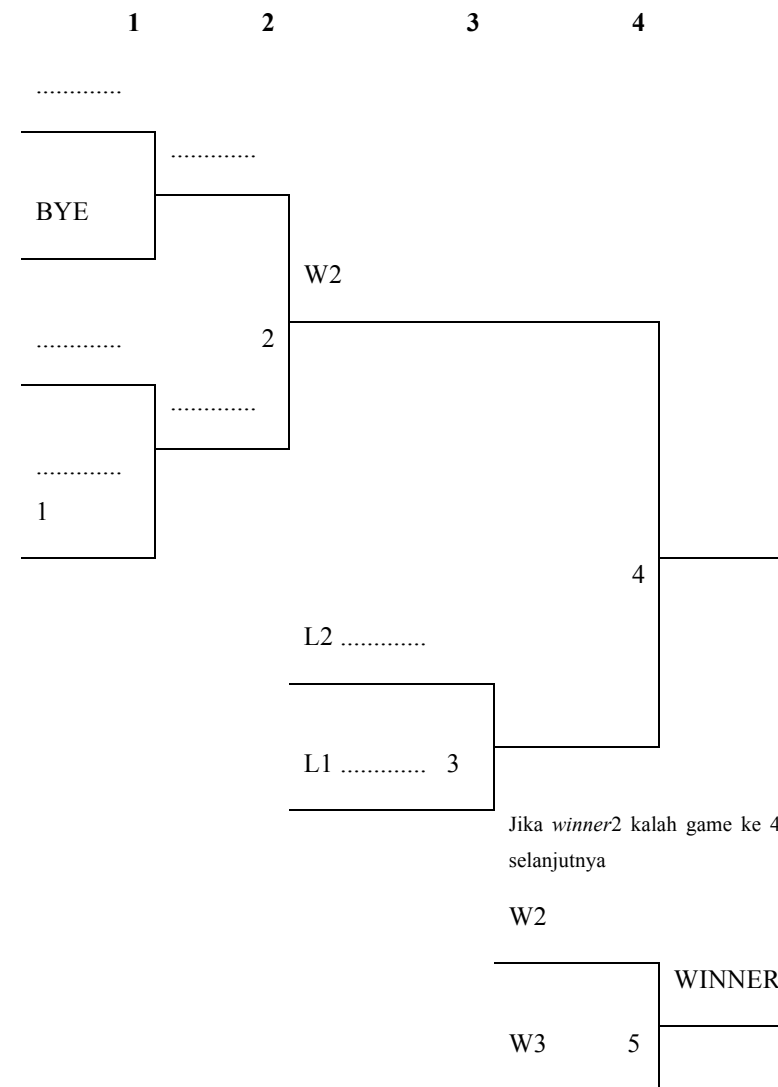 1 2 3 4
.............
.............
BYE
W2
............. 2
.............
.............
1
4
L2 .............
L1 ............. 3
Jika winner2 kalah game ke 4
selanjutnya
W2
WINNER
W3 5